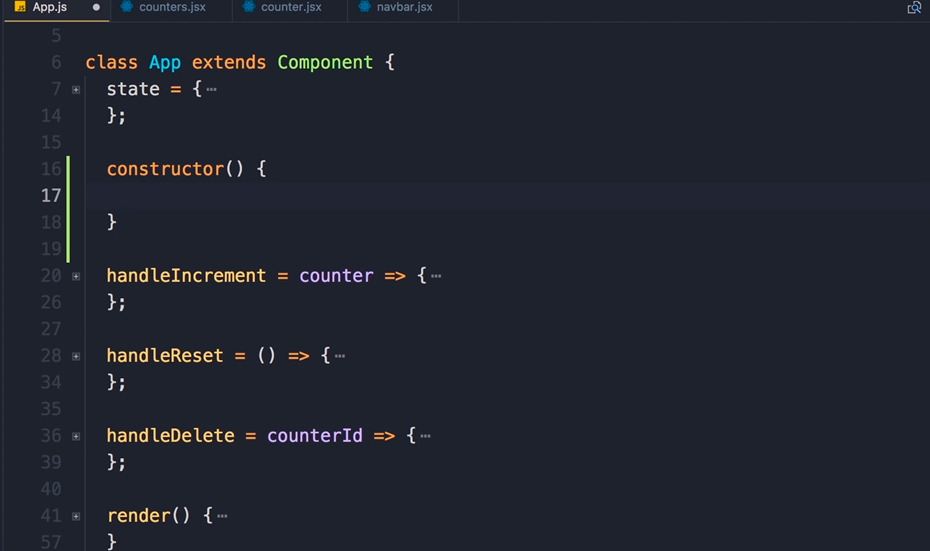 JS App.js ● counters.jsx counter.jsx navbar.jsx
5
6 class App extends Component {
7 state = { ⋯
14 };
15
16 constructor() {
17
18 }
19
20 handleIncrement = counter => { ⋯
26 };
27
28 handleReset = () => { ⋯
34 };
35
36 handleDelete = counterId => { ⋯
39 };
40
41 render() { ⋯
57 }